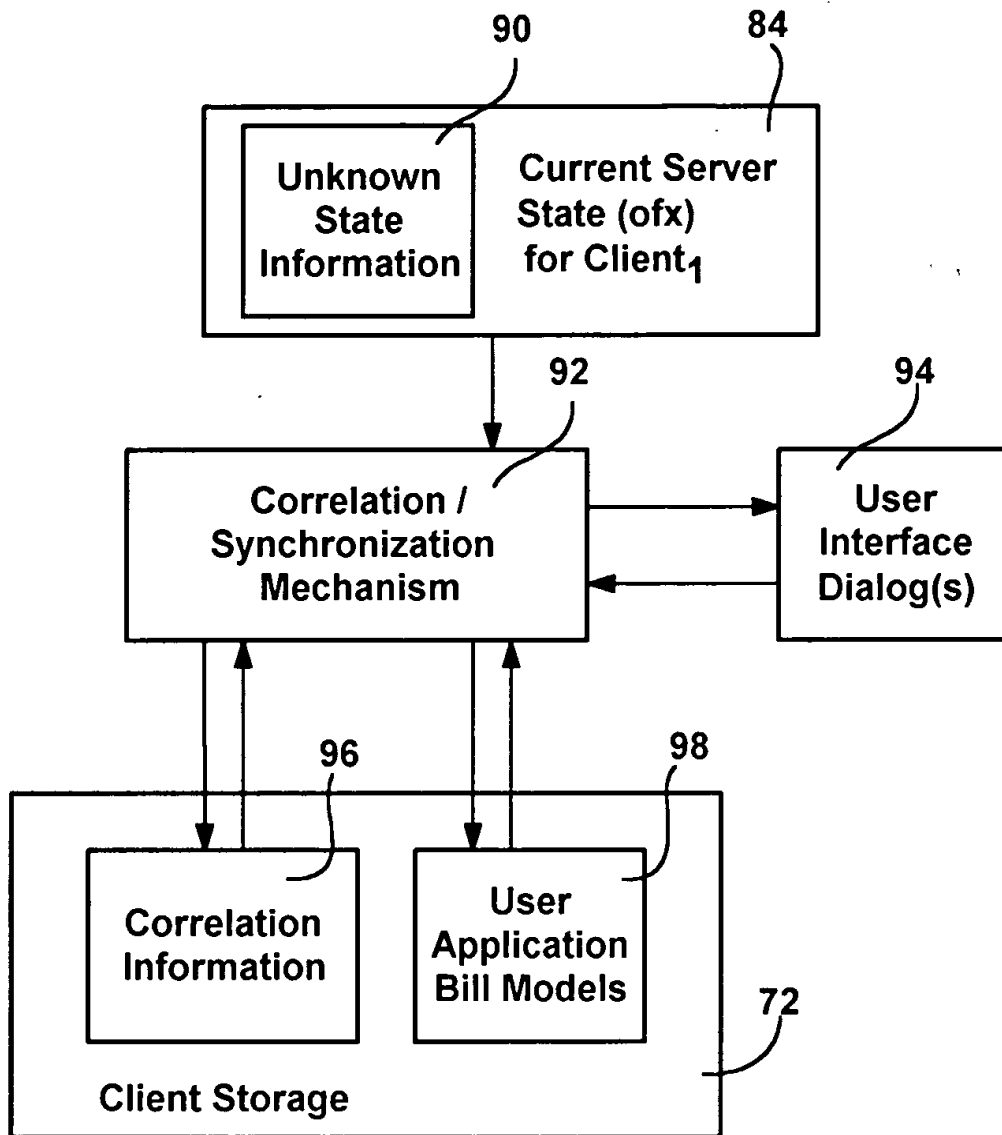 90
84
Unknown
State
Information
Current Server
State (ofx)
for Client₁
92
94
Correlation /
Synchronization
Mechanism
User
Interface
Dialog(s)
96
98
Correlation
Information
User
Application
Bill Models
72
Client Storage